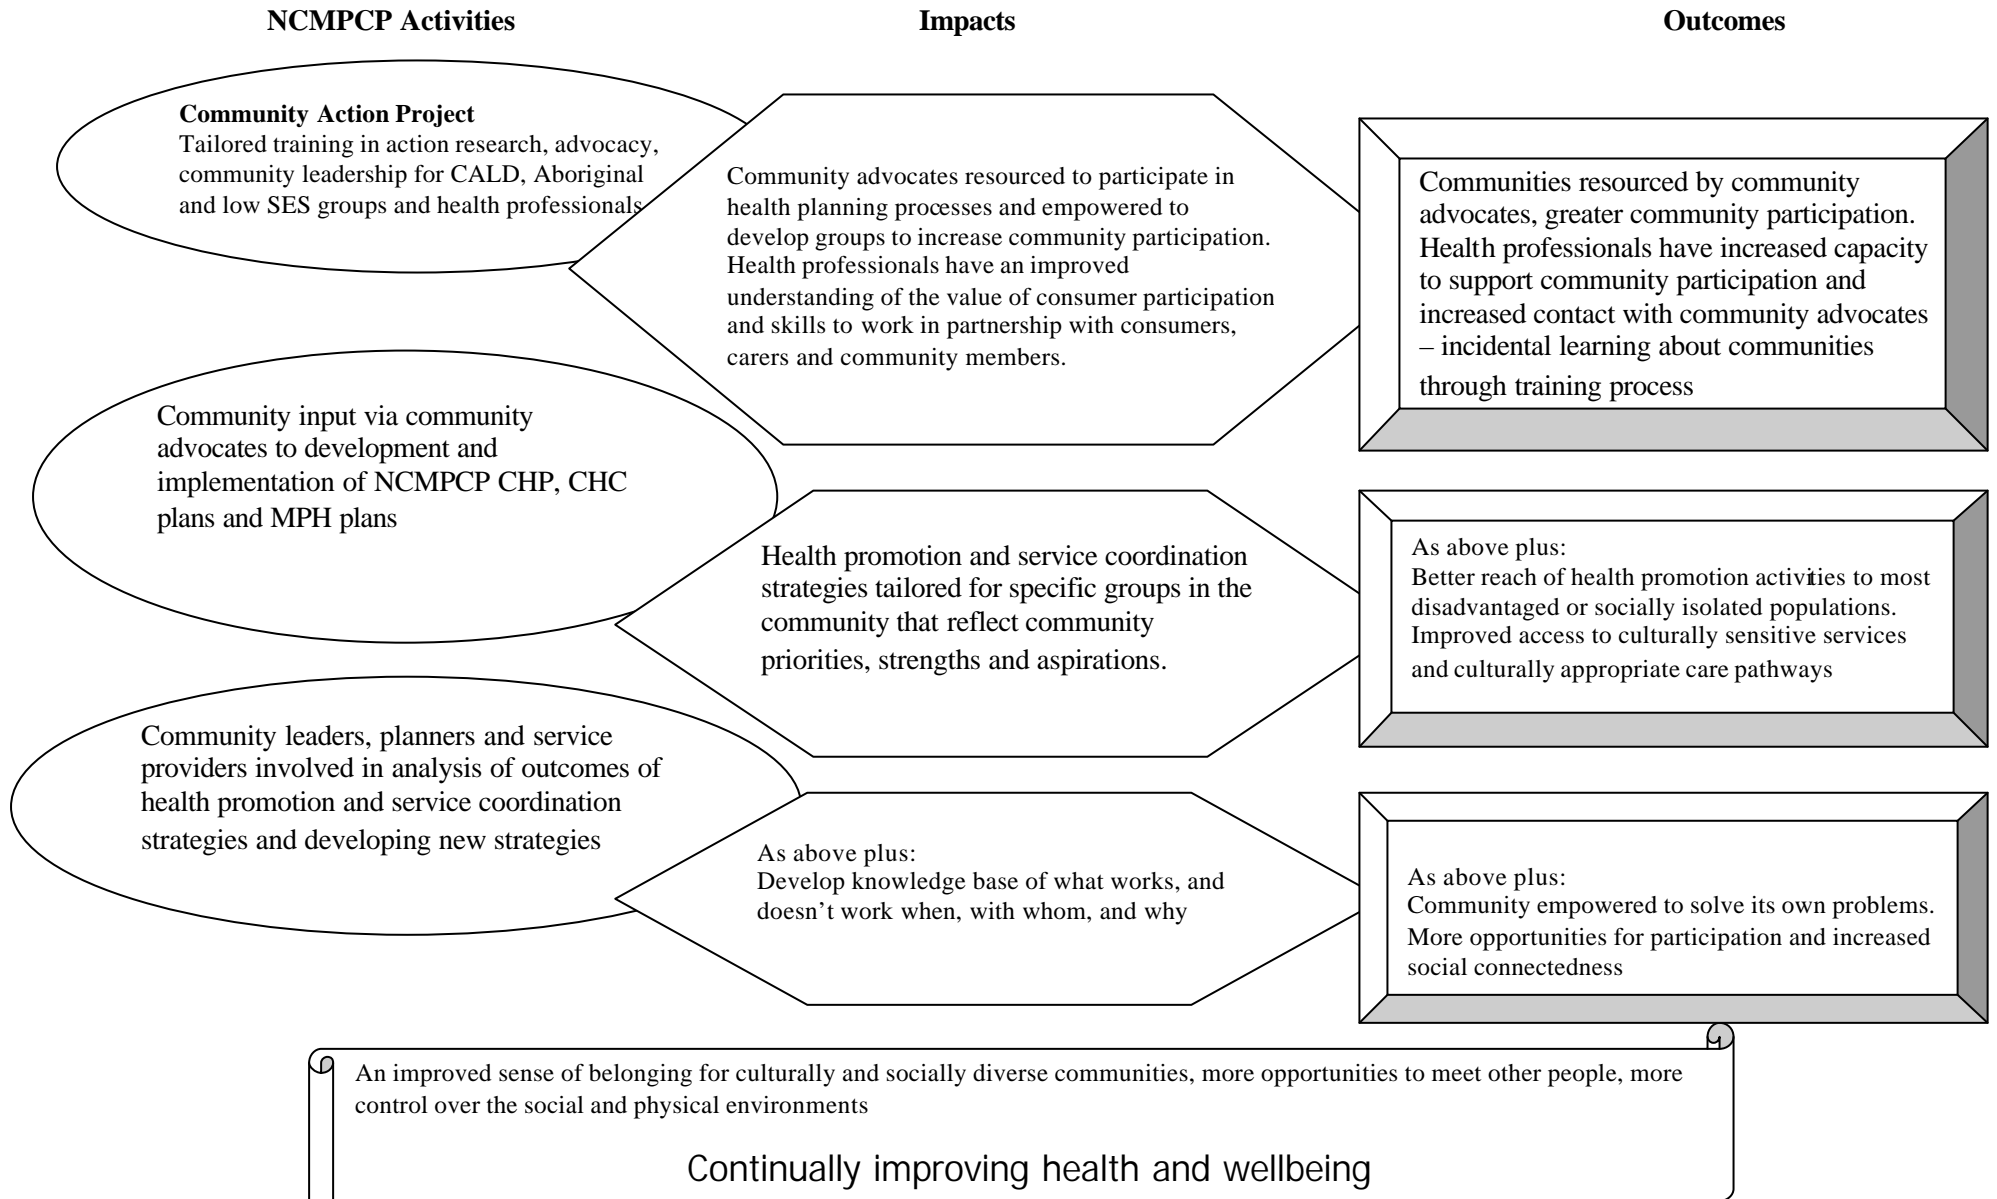 NCMPCP Activities
Impacts
Outcomes
Community Action Project
Tailored training in action research, advocacy,
community leadership for CALD, Aboriginal
and low SES groups and health professionals
Community advocates resourced to participate in
health planning processes and empowered to
develop groups to increase community participation.
Health professionals have an improved
understanding of the value of consumer participation
and skills to work in partnership with consumers,
carers and community members.
Communities resourced by community
advocates, greater community participation.
Health professionals have increased capacity
to support community participation and
increased contact with community advocates
– incidental learning about communities
through training process
Community input via community
advocates to development and
implementation of NCMPCP CHP, CHC
plans and MPH plans
Health promotion and service coordination
strategies tailored for specific groups in the
community that reflect community
priorities, strengths and aspirations.
As above plus:
Better reach of health promotion activities to most
disadvantaged or socially isolated populations.
Improved access to culturally sensitive services
and culturally appropriate care pathways
Community leaders, planners and service
providers involved in analysis of outcomes of
health promotion and service coordination
strategies and developing new strategies
As above plus:
Develop knowledge base of what works, and
doesn’t work when, with whom, and why
As above plus:
Community empowered to solve its own problems.
More opportunities for participation and increased
social connectedness
An improved sense of belonging for culturally and socially diverse communities, more opportunities to meet other people, more
control over the social and physical environments
Continually improving health and wellbeing